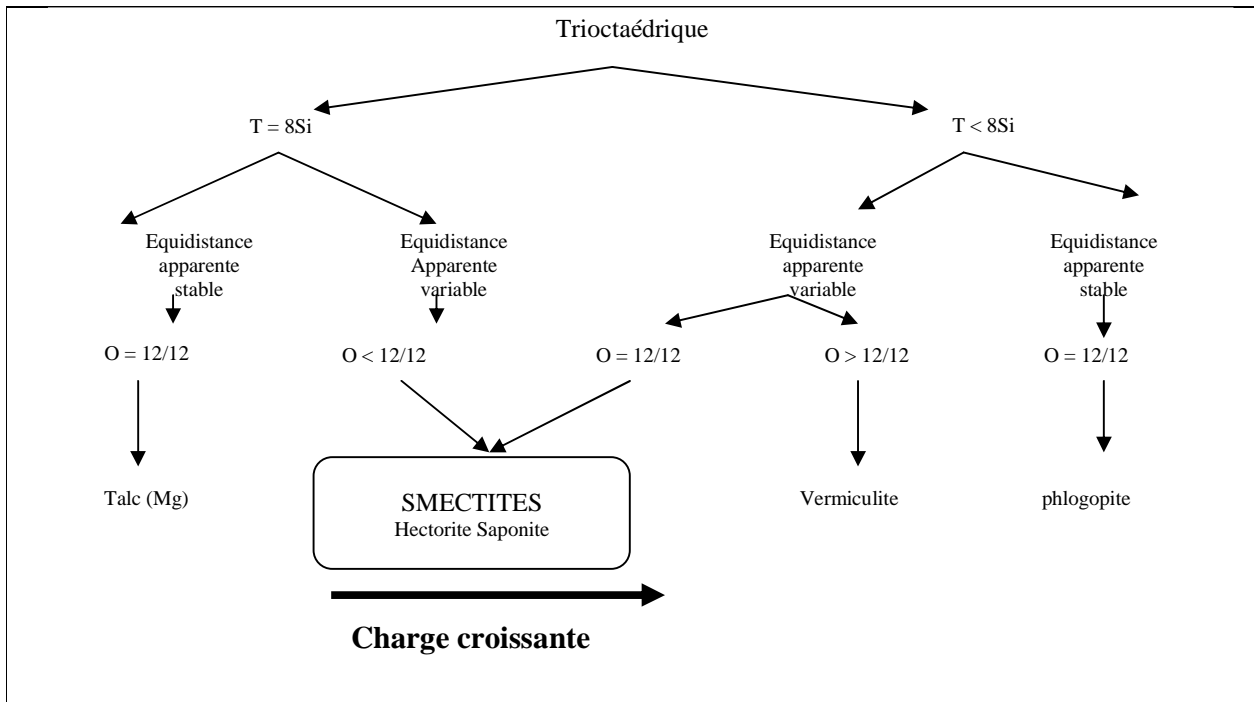 Trioctaédrique
T = 8Si
T < 8Si
Equidistance
apparente
stable
Equidistance
Apparente
variable
Equidistance
apparente
variable
Equidistance
apparente
stable
O = 12/12
O < 12/12
O = 12/12
O > 12/12
O = 12/12
Talc (Mg)
SMECTITES
Hectorite Saponite
Vermiculite
phlogopite
Charge croissante